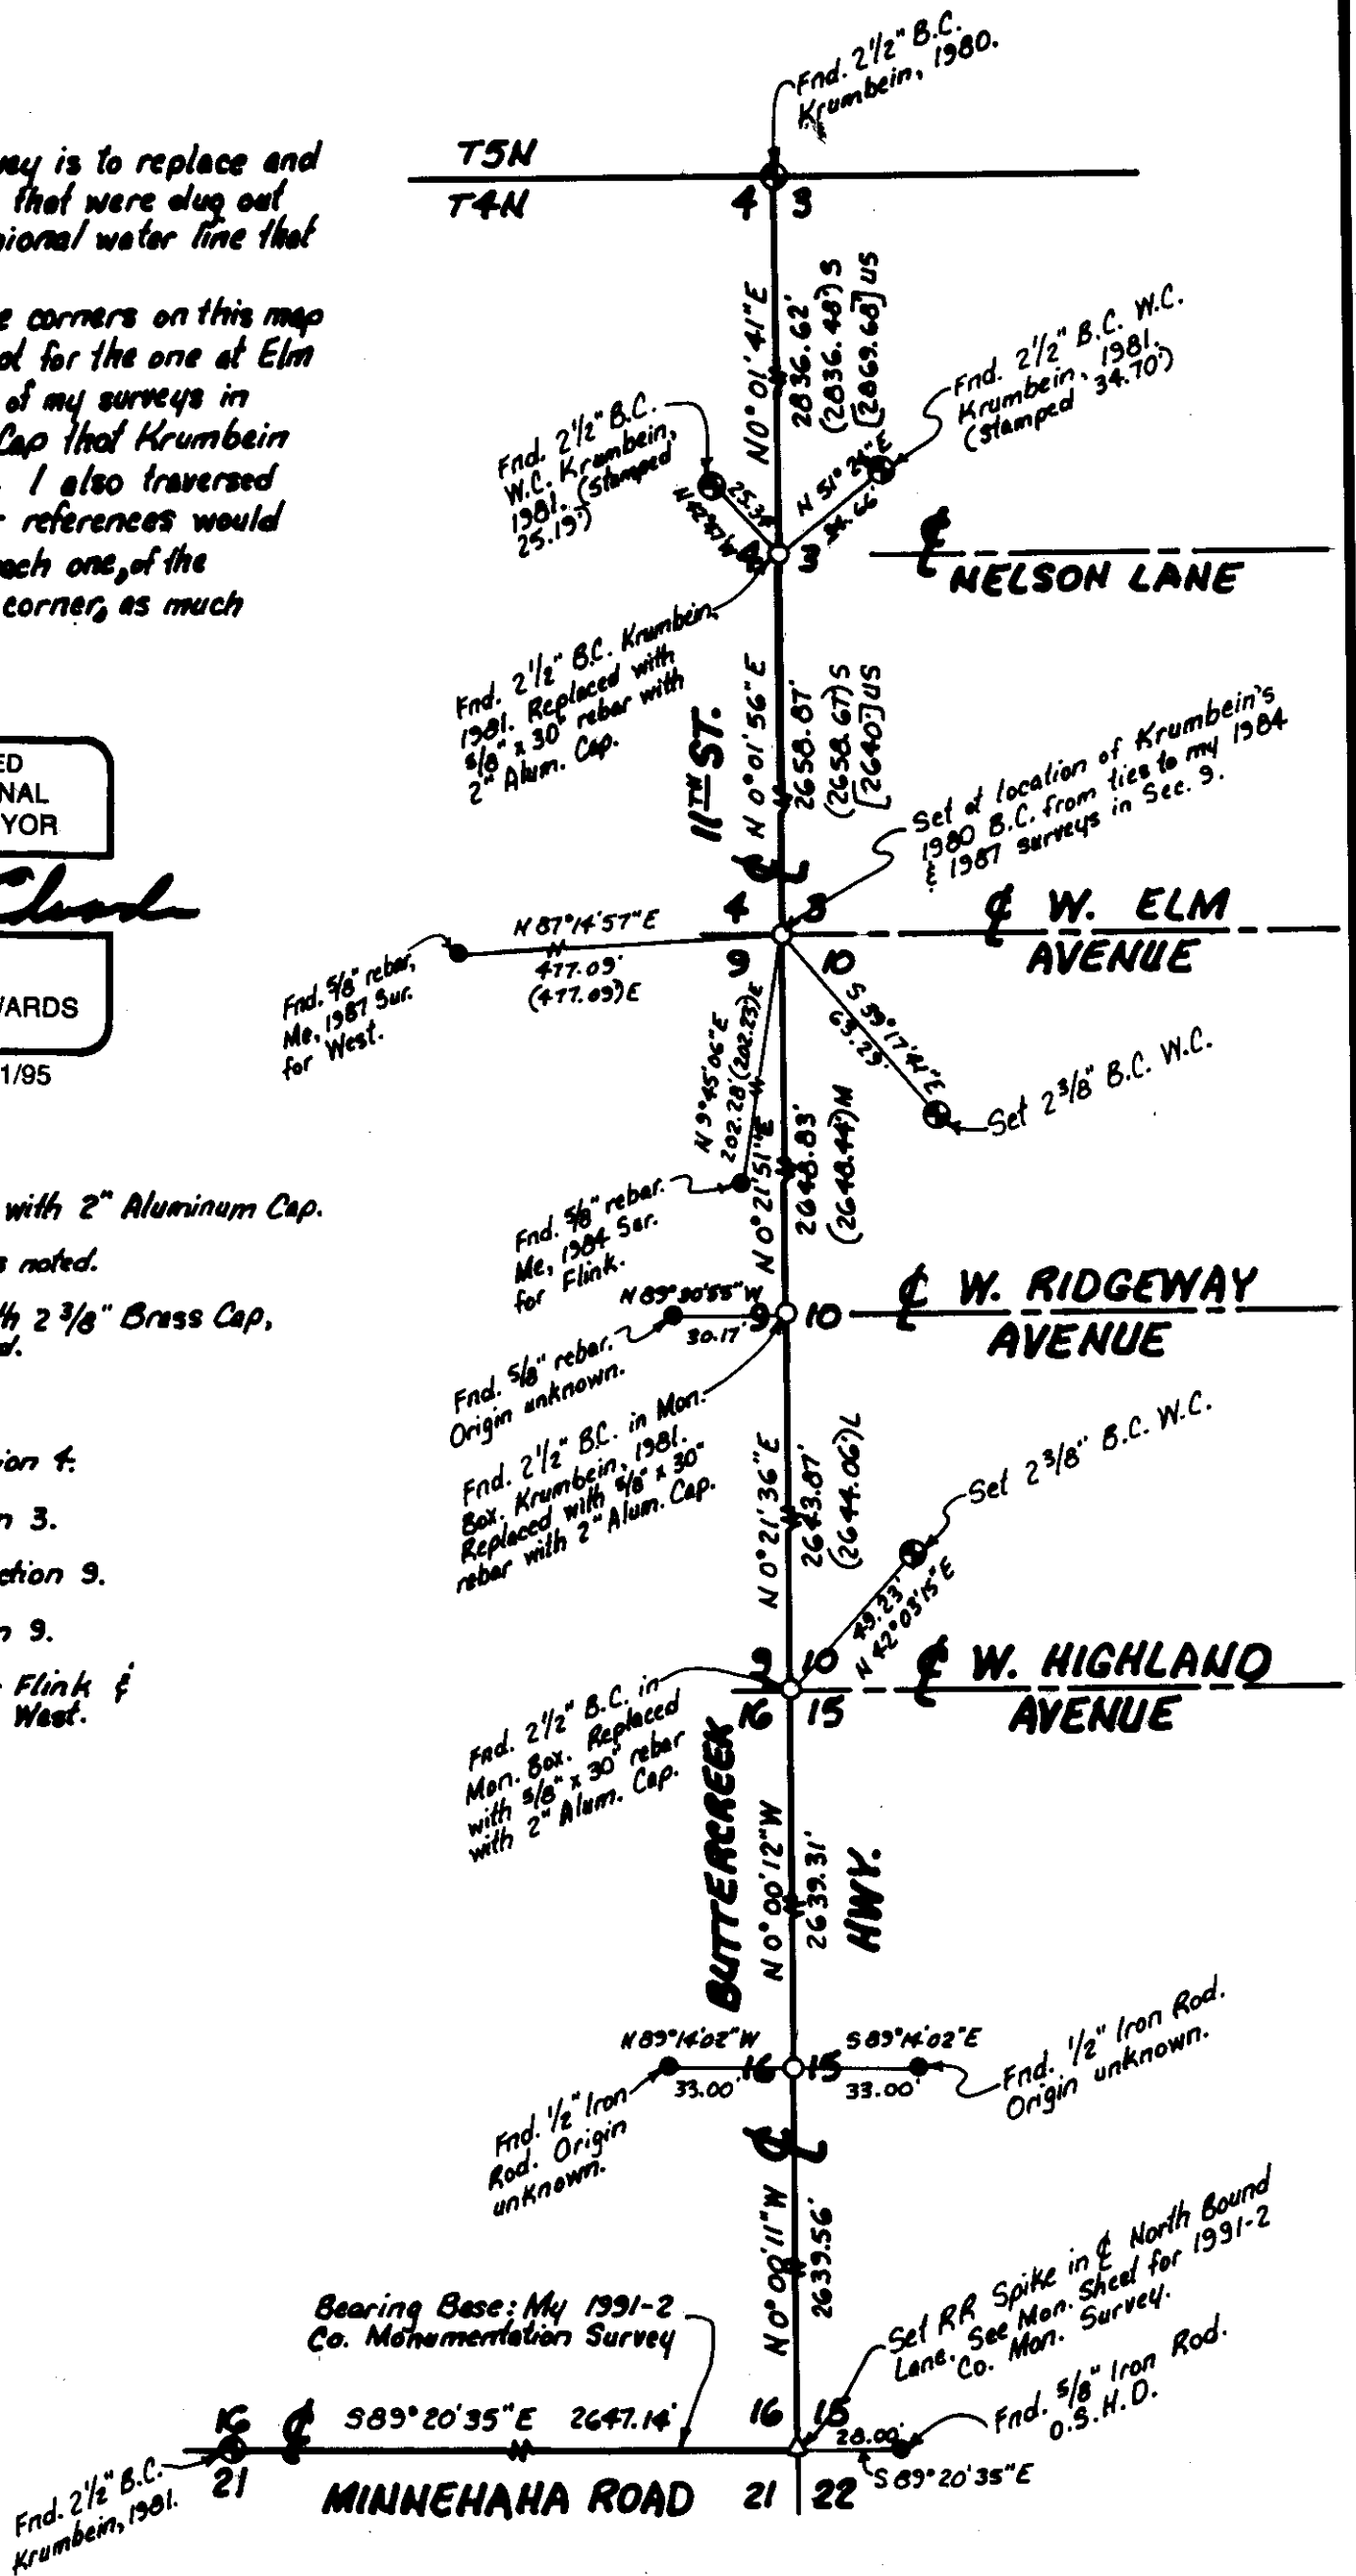 Fnd. 2 1/2" B.C.
Krumbein, 1980.
T5N
T4N
4 3
vey is to replace and
that were dug out
gional water line that
e corners on this map
ot for the one at Elm
of my surveys in
Cap that Krumbein
. I also traversed
r references would
each one, of the
corner, as much
N0°01'41"E
2836.62'
(2836.48')S
[2869.68']US
Fnd. 2 1/2" B.C. W.C.
Krumbein, 1981.
(stamped 34.70')
Fnd. 2 1/2" B.C.
W.C. Krumbein,
1981. (Stamped
25.19')
N 42°47'W
N 51° E
34.66'
4 3
℄
NELSON LANE
Fnd. 2 1/2" B.C. Krumbein,
1981. Replaced with
5/8" x 30" rebar with
2" Alum. Cap.
11TH ST.
℄
N 0°01'56"E
2658.87'
(2658.67')S
[2640']US
Set at location of Krumbein's
1980 B.C. from ties to my 1984
& 1987 surveys in Sec. 9.
ED
NAL
YOR
WARDS
1/95
4 3
9 10
℄ W. ELM
AVENUE
N 87°14'57"E
477.09'
(477.09')E
Fnd. 5/8" rebar,
Me, 1987 Sur.
for West.
N 9°45'06"E
202.28' (202.23')E
S 39°17'41"E
63.29'
Set 2 3/8" B.C. W.C.
N 0°21'51"E
2648.83'
(2648.44')M
Fnd. 5/8" rebar.
Me, 1984 Sur.
for Flink.
with 2" Aluminum Cap.
s noted.
th 2 3/8" Brass Cap,
d.
N 89°30'55"W
30.17'
9 10
℄ W. RIDGEWAY
AVENUE
Fnd. 5/8" rebar.
Origin unknown.
Fnd. 2 1/2" B.C. in Mon.
Box. Krumbein, 1981.
Replaced with 5/8" x 30"
rebar with 2" Alum. Cap.
ion 4.
n 3.
ction 9.
n 9.
Flink &
West.
N 0°21'36"E
2643.87'
(2644.06')L
Set 2 3/8" B.C. W.C.
49.23'
N 42°03'15"E
9 10
16 15
℄ W. HIGHLAND
AVENUE
Fnd. 2 1/2" B.C. in
Mon. Box. Replaced
with 5/8" x 30" rebar
with 2" Alum. Cap.
BUTTERCREEK
HWY.
N 0°00'12"W
2639.31'
N 89°14'02"W
33.00'
16 15
S 89°14'02"E
33.00'
Fnd. 1/2" Iron
Rod. Origin
unknown.
Fnd. 1/2" Iron Rod.
Origin unknown.
℄
N 0°00'11"W
2639.56'
Set RR Spike in ℄ North Bound
Lane. See Mon. Sheet for 1991-2
Co. Mon. Survey.
Fnd. 5/8" Iron Rod.
O.S.H.D.
Bearing Base: My 1991-2
Co. Monumentation Survey
16 ℄ S89°20'35"E 2647.14'
16 15
28.00'
S 89°20'35"E
21
MINNEHAHA ROAD
21 22
Fnd. 2 1/2" B.C.
Krumbein, 1981.